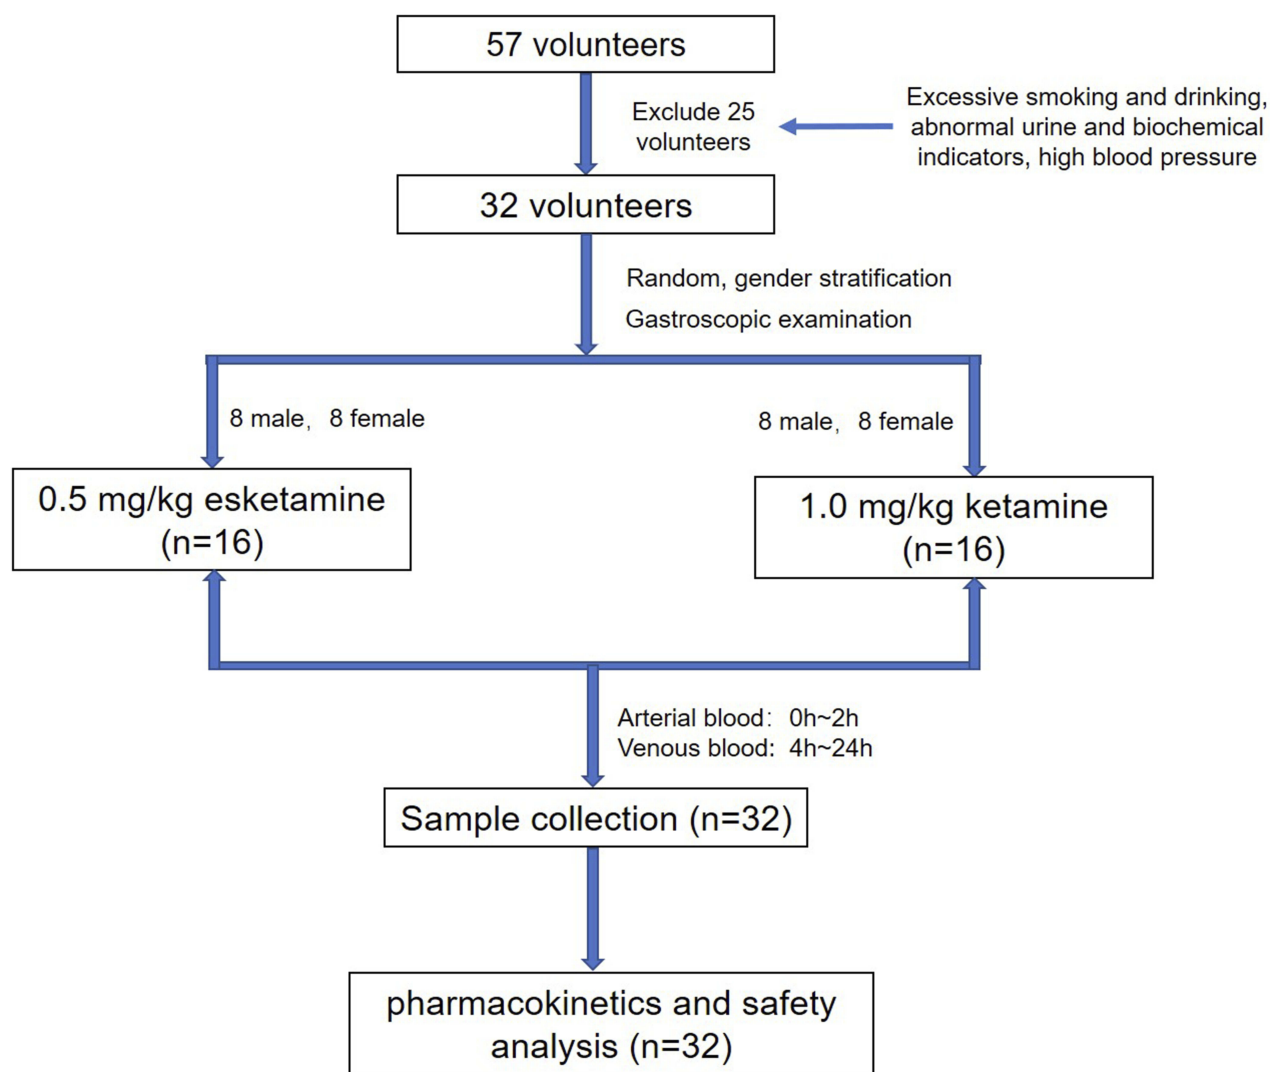 57 volunteers
Exclude 25
volunteers
Excessive smoking and drinking,
abnormal urine and biochemical
indicators, high blood pressure
32 volunteers
Random, gender stratification
Gastroscopic examination
8 male, 8 female
8 male, 8 female
0.5 mg/kg esketamine
(n=16)
1.0 mg/kg ketamine
(n=16)
Arterial blood: 0h~2h
Venous blood: 4h~24h
Sample collection (n=32)
pharmacokinetics and safety
analysis (n=32)